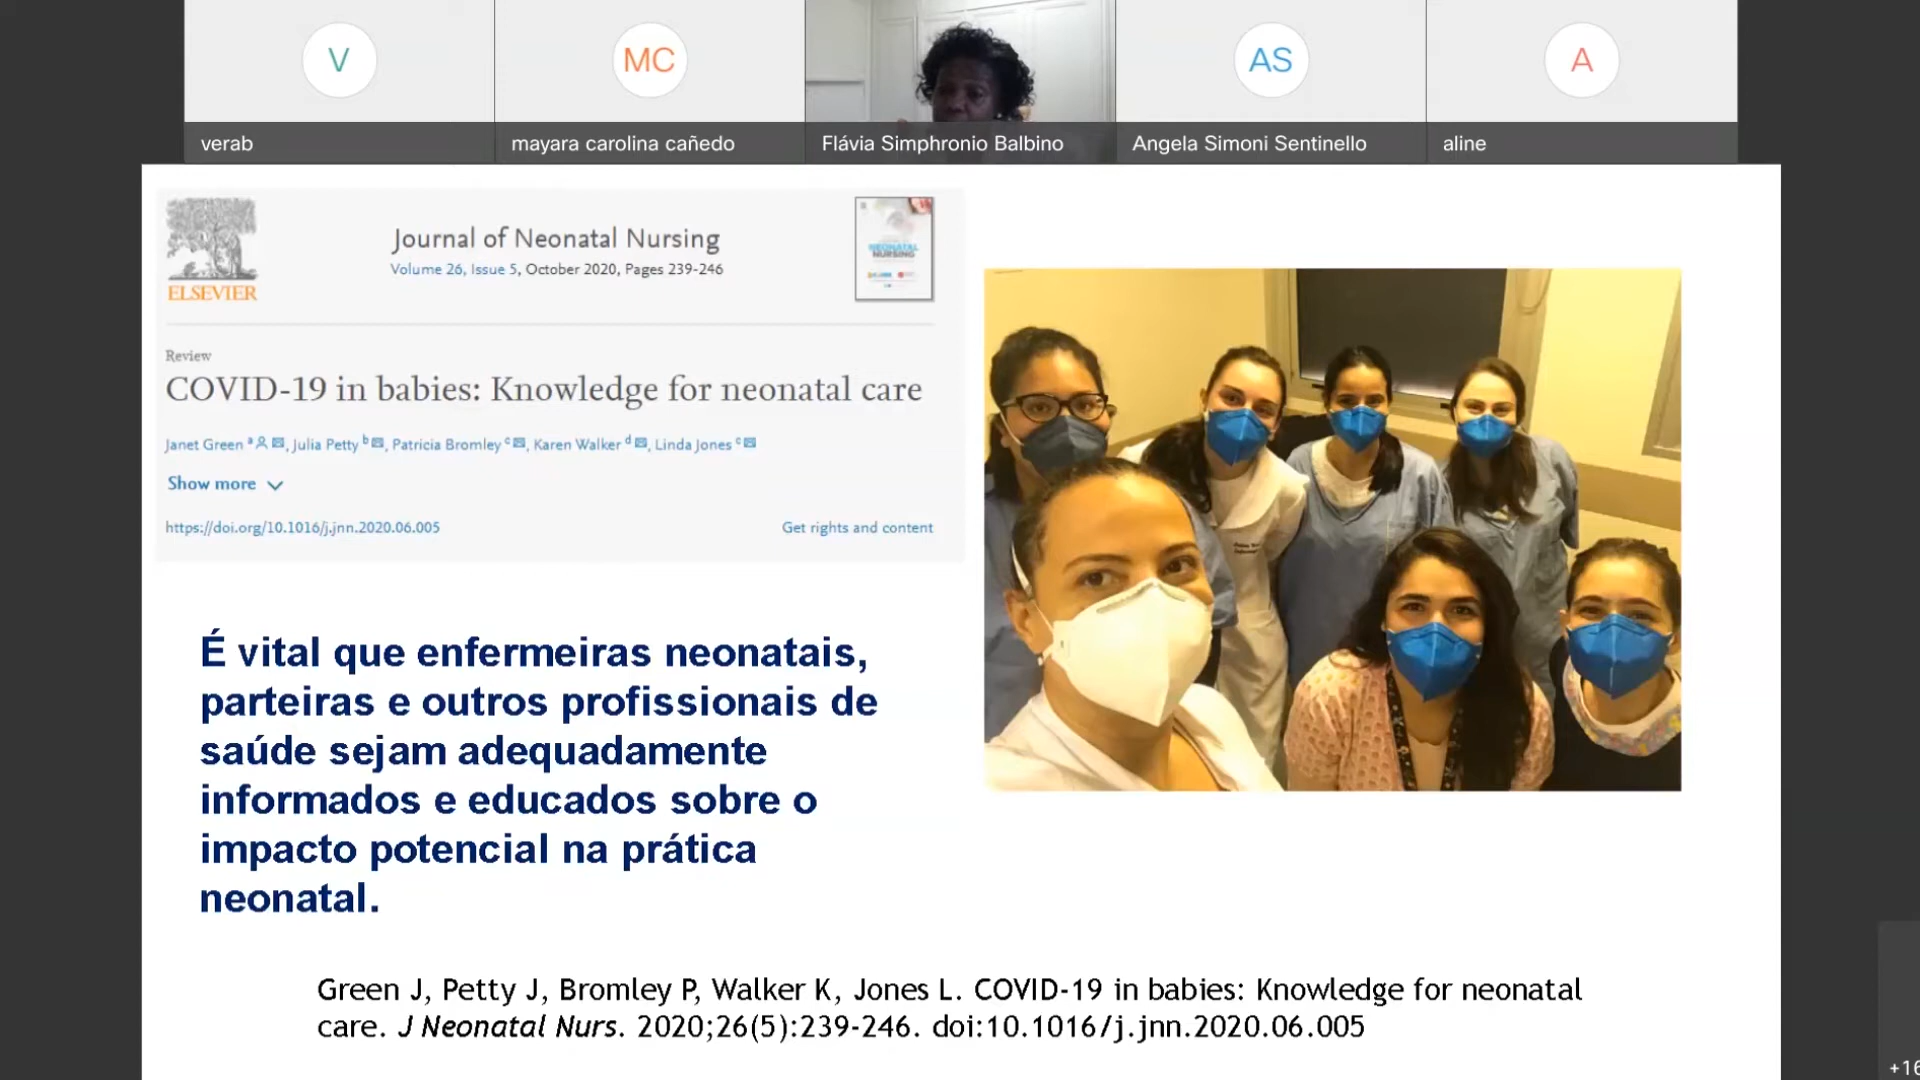 V
MC
AS
A
verab
mayara carolina cañedo
Flávia Simphronio Balbino
Angela Simoni Sentinello
aline
ELSEVIER
Journal of Neonatal Nursing
Volume 26, Issue 5, October 2020, Pages 239-246
NEONATAL
NURSING
Review
COVID-19 in babies: Knowledge for neonatal care
Janet Green a, Julia Petty b, Patricia Bromley c, Karen Walker d, Linda Jones c
Show more
https://doi.org/10.1016/j.jnn.2020.06.005
Get rights and content
É vital que enfermeiras neonatais,
parteiras e outros profissionais de
saúde sejam adequadamente
informados e educados sobre o
impacto potencial na prática
neonatal.
Green J, Petty J, Bromley P, Walker K, Jones L. COVID-19 in babies: Knowledge for neonatal
care. J Neonatal Nurs. 2020;26(5):239-246. doi:10.1016/j.jnn.2020.06.005
+16